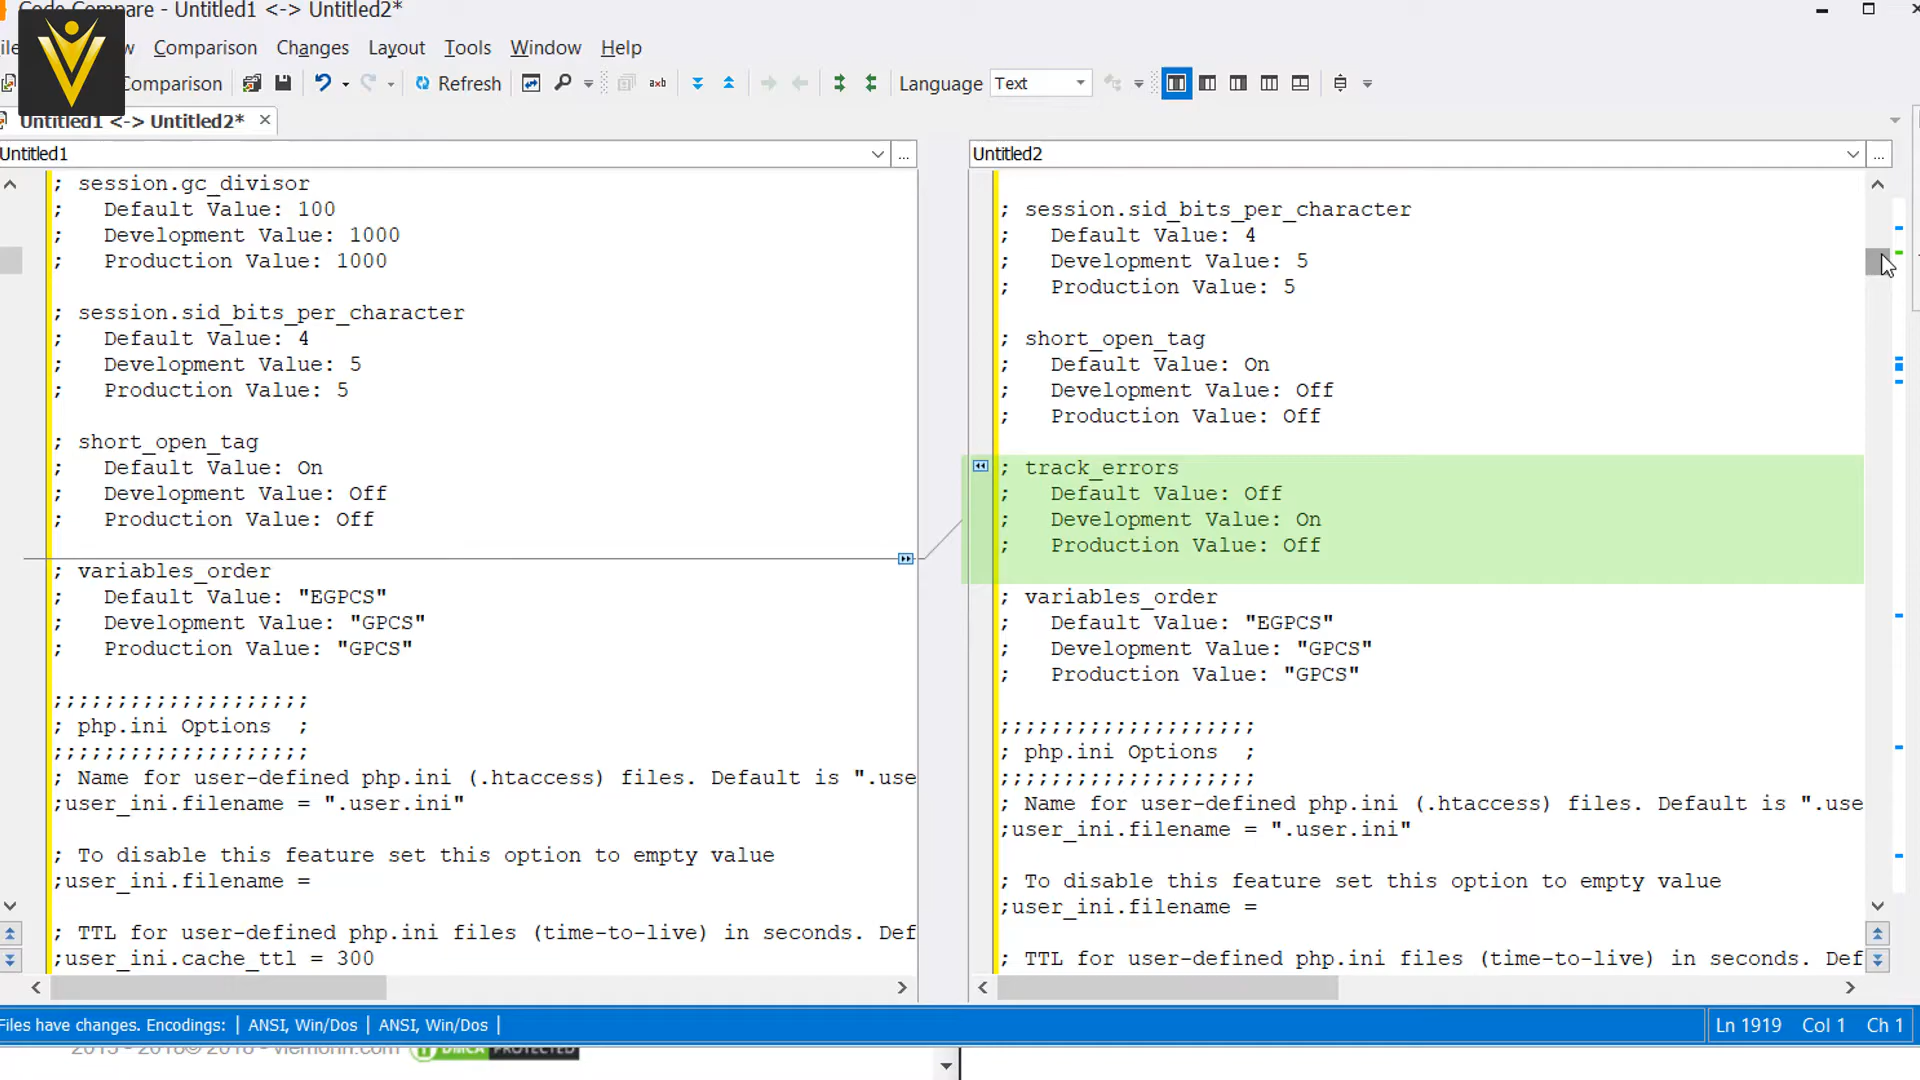 Code Compare - Untitled1 <-> Untitled2*
Comparison Changes Layout Tools Window Help
Comparison Refresh Language Text
Untitled1 <-> Untitled2*
Untitled1 ...
; session.gc_divisor
;   Default Value: 100
;   Development Value: 1000
;   Production Value: 1000
; session.sid_bits_per_character
;   Default Value: 4
;   Development Value: 5
;   Production Value: 5
; short_open_tag
;   Default Value: On
;   Development Value: Off
;   Production Value: Off
; variables_order
;   Default Value: "EGPCS"
;   Development Value: "GPCS"
;   Production Value: "GPCS"
;;;;;;;;;;;;;;;;;;;;
; php.ini Options  ;
;;;;;;;;;;;;;;;;;;;;
; Name for user-defined php.ini (.htaccess) files. Default is ".use
;user_ini.filename = ".user.ini"
; To disable this feature set this option to empty value
;user_ini.filename =
; TTL for user-defined php.ini files (time-to-live) in seconds. Def
;user_ini.cache_ttl = 300
Untitled2 ...
; session.sid_bits_per_character
;   Default Value: 4
;   Development Value: 5
;   Production Value: 5
; short_open_tag
;   Default Value: On
;   Development Value: Off
;   Production Value: Off
; track_errors
;   Default Value: Off
;   Development Value: On
;   Production Value: Off
; variables_order
;   Default Value: "EGPCS"
;   Development Value: "GPCS"
;   Production Value: "GPCS"
;;;;;;;;;;;;;;;;;;;;
; php.ini Options  ;
;;;;;;;;;;;;;;;;;;;;
; Name for user-defined php.ini (.htaccess) files. Default is ".use
;user_ini.filename = ".user.ini"
; To disable this feature set this option to empty value
;user_ini.filename =
; TTL for user-defined php.ini files (time-to-live) in seconds. Def
Files have changes. Encodings: | ANSI, Win/Dos | ANSI, Win/Dos | Ln 1919 Col 1 Ch 1
PROTECTED